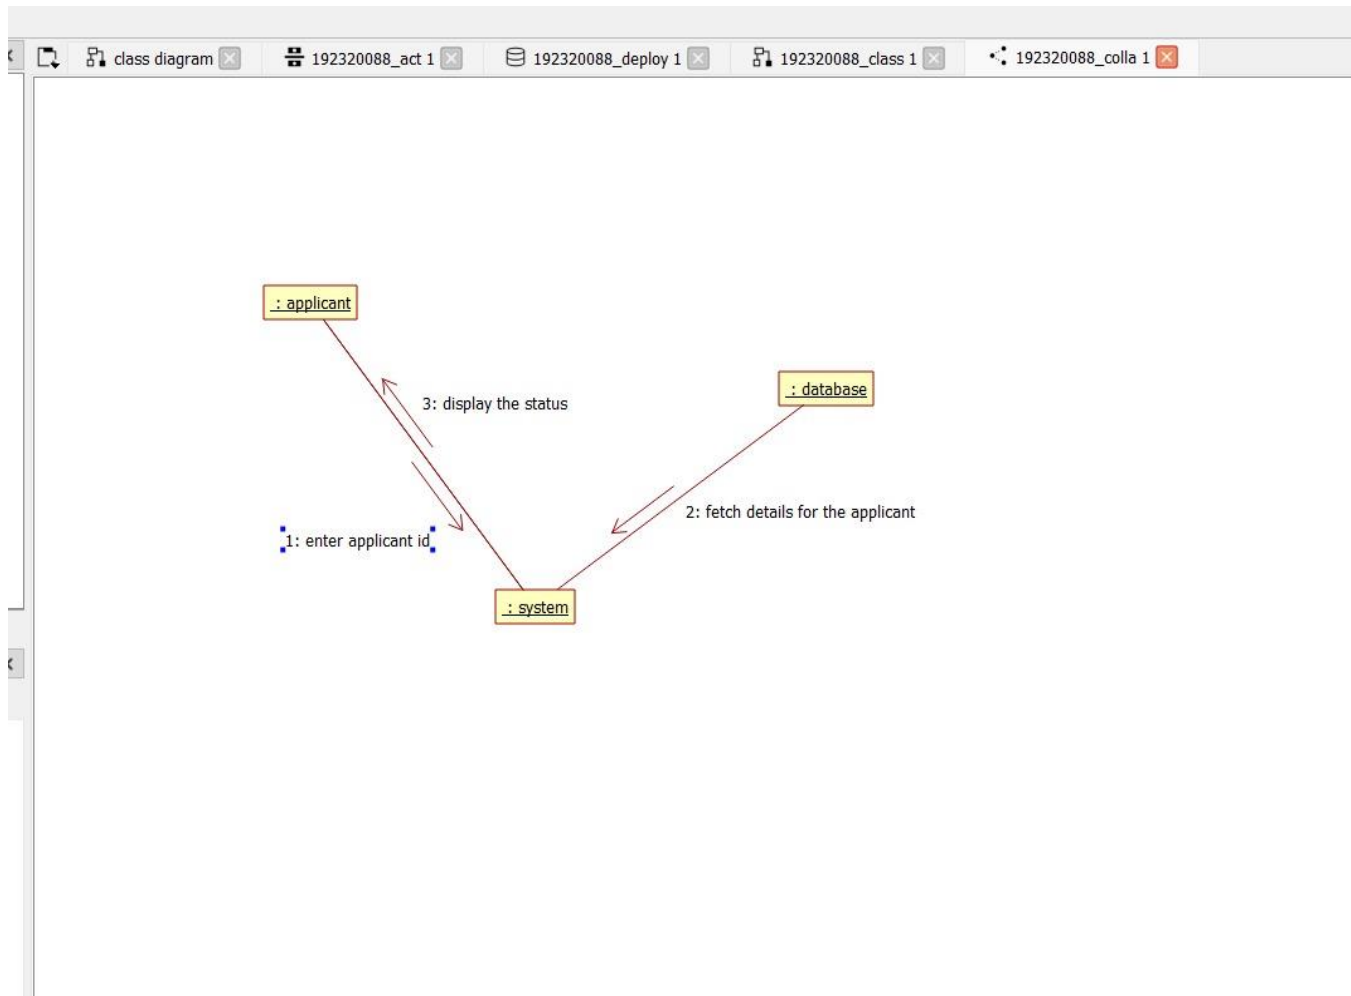 class diagram
192320088_act 1
192320088_deploy 1
192320088_class 1
192320088_colla 1
: applicant
: database
3: display the status
2: fetch details for the applicant
1: enter applicant id
: system